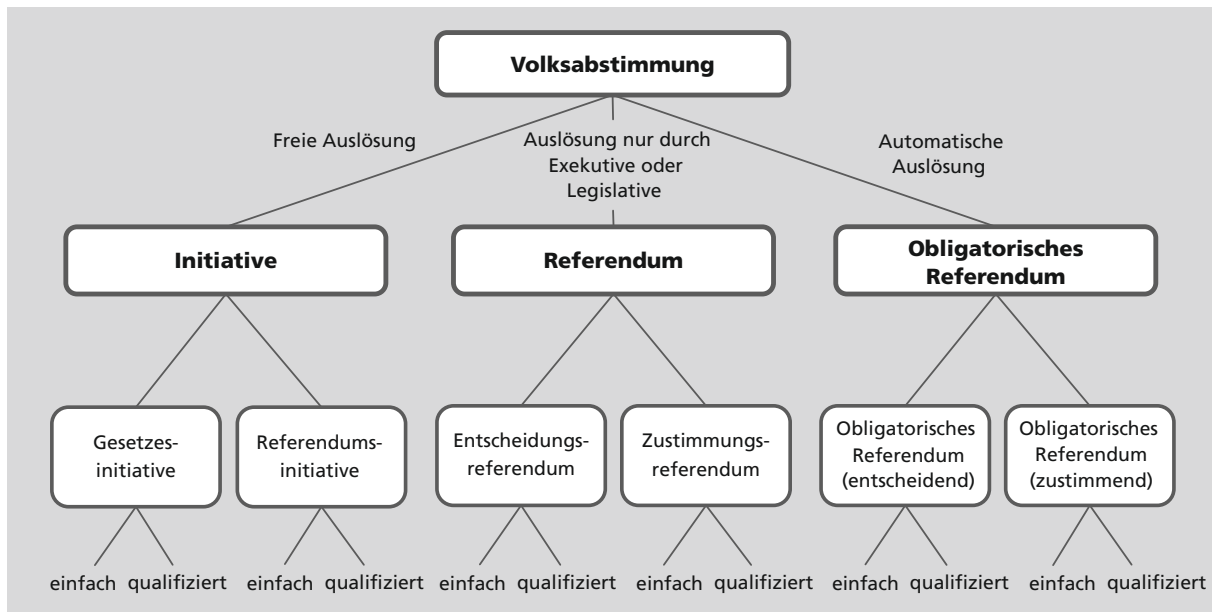 Volksabstimmung
Freie Auslösung
Auslösung nur durch
Exekutive oder
Legislative
Automatische
Auslösung
Initiative
Referendum
Obligatorisches
Referendum
Gesetzes-
initiative
Referendums-
initiative
Entscheidungs-
referendum
Zustimmungs-
referendum
Obligatorisches
Referendum
(entscheidend)
Obligatorisches
Referendum
(zustimmend)
einfach qualifiziert einfach qualifiziert einfach qualifiziert einfach qualifiziert einfach qualifiziert einfach qualifiziert